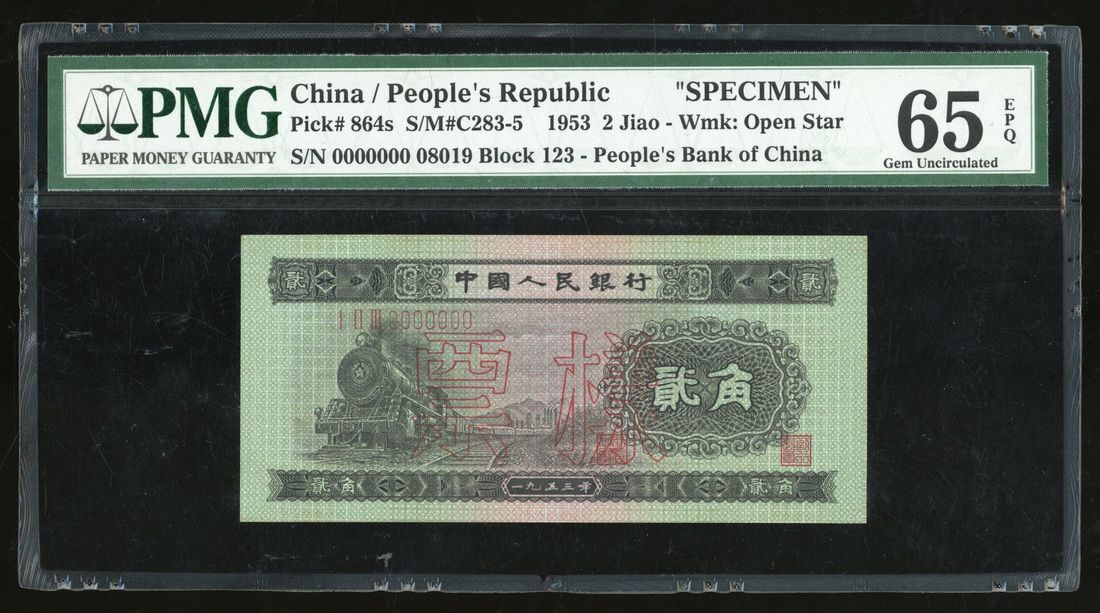 PMG
PAPER MONEY GUARANTY
China / People's Republic "SPECIMEN"
Pick# 864s S/M#C283-5 1953 2 Jiao - Wmk: Open Star
S/N 0000000 08019 Block 123 - People's Bank of China
65
EPQ
Gem Uncirculated
貳 中國人民銀行 貳
I II III 0000000
票樣
貳角
貳角 一九五三年 貳角